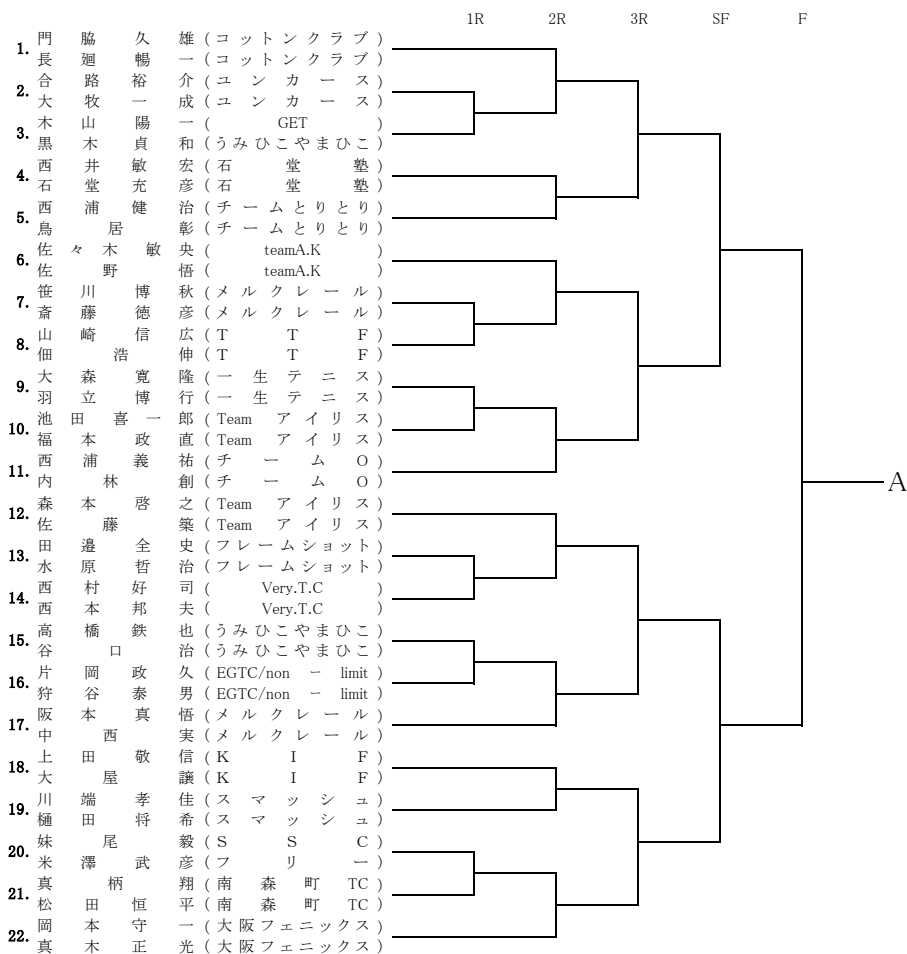 1R 2R 3R SF F
門脇久雄(コットンクラブ)
1.
長廻暢一(コットンクラブ)
合路裕介(ユンカース)
2.
大牧一成(ユンカース)
木山陽一(GET)
3.
黒木貞和(うみひこやまひこ)
西井敏宏(石堂塾)
4.
石堂充彦(石堂塾)
西浦健治(チームとりとり)
5.
鳥居彰(チームとりとり)
佐々木敏央(teamA.K)
6.
佐野悟(teamA.K)
笹川博秋(メルクレール)
7.
斎藤徳彦(メルクレール)
山崎信広(TTF)
8.
佃浩伸(TTF)
大森寛隆(一生テニス)
9.
羽立博行(一生テニス)
池田喜一郎(Team アイリス)
10.
福本政直(Team アイリス)
西浦義祐(チームO)
11.
内林創(チームO)
A
森本啓之(Team アイリス)
12.
佐藤築(Team アイリス)
田邉全史(フレームショット)
13.
水原哲治(フレームショット)
西村好司(Very.T.C)
14.
西本邦夫(Very.T.C)
高橋鉄也(うみひこやまひこ)
15.
谷口治(うみひこやまひこ)
片岡政久(EGTC/non － limit)
16.
狩谷泰男(EGTC/non － limit)
阪本真悟(メルクレール)
17.
中西実(メルクレール)
上田敬信(KIF)
18.
大屋譲(KIF)
川端孝佳(スマッシュ)
19.
樋田将希(スマッシュ)
妹尾毅(SSC)
20.
米澤武彦(フリー)
真柄翔(南森町TC)
21.
松田恒平(南森町TC)
岡本守一(大阪フェニックス)
22.
真木正光(大阪フェニックス)